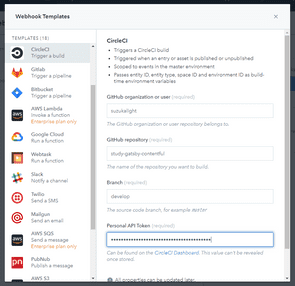 Webhook Templates
TEMPLATES (18)
CircleCI
Trigger a build
Gitlab
Trigger a pipeline
Bitbucket
Trigger a pipeline
AWS Lambda
Invoke a function
Enterprise plan only
Google Cloud
Run a function
Webtask
Run a function
Slack
Notify a channel
Twilio
Send a SMS
Mailgun
Send an email
AWS SQS
Send a message
Enterprise plan only
PubNub
Publish a message
AWS S3
CircleCI
Triggers a CircleCI build
Triggered when an entry or asset is published or unpublished
Scoped to events in the master environment
Passes entity ID, entity type, space ID and environment ID as build-
time environment variables
GitHub organization or user (required)
suzukalight
The GitHub organization or user repository belongs to.
GitHub repository (required)
study-gatsby-contentful
The name of the repository you want to build.
Branch (required)
develop
The source code branch, for example master
Personal API Token (required)
Can be found on the CircleCI Dashboard. This value can't be revealed
once stored.
All properties can be updated later.